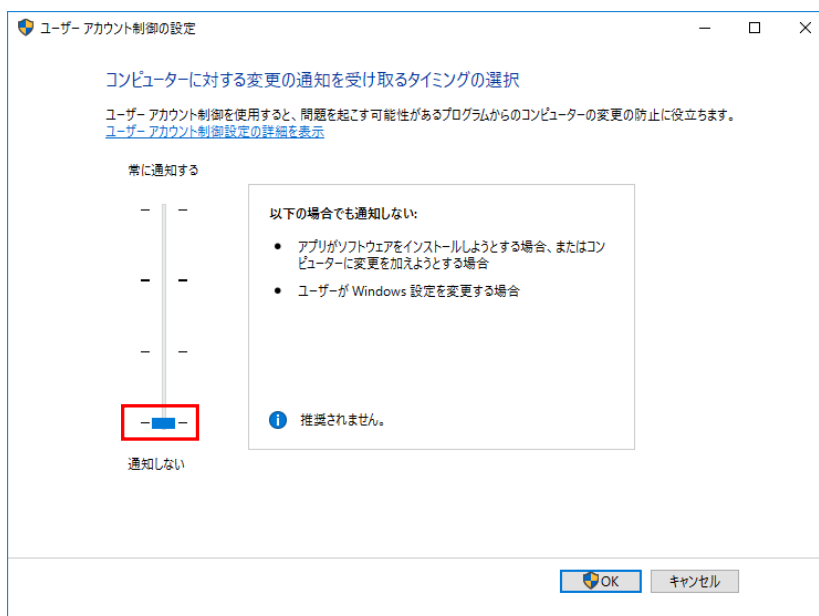 ユーザー アカウント制御の設定
コンピューターに対する変更の通知を受け取るタイミングの選択
ユーザー アカウント制御を使用すると、問題を起こす可能性があるプログラムからのコンピューターの変更の防止に役立ちます。
ユーザー アカウント制御設定の詳細を表示
常に通知する
以下の場合でも通知しない:
● アプリがソフトウェアをインストールしようとする場合、またはコン
ピューターに変更を加えようとする場合
● ユーザーが Windows 設定を変更する場合
推奨されません。
通知しない
OK キャンセル